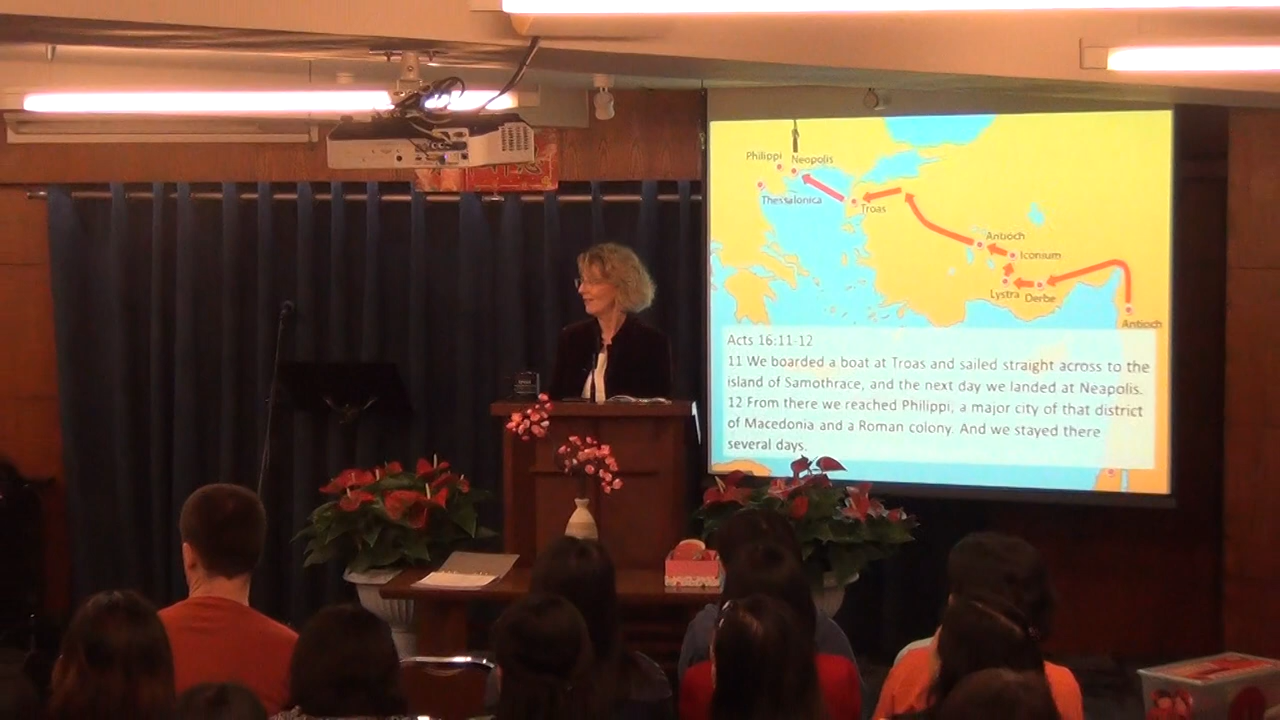 Philippi
Neopolis
Thessalonica
Troas
Antioch
Iconium
Lystra
Derbe
Antioch
Acts 16:11-12
11 We boarded a boat at Troas and sailed straight across to the
island of Samothrace, and the next day we landed at Neapolis.
12 From there we reached Philippi, a major city of that district
of Macedonia and a Roman colony. And we stayed there
several days.